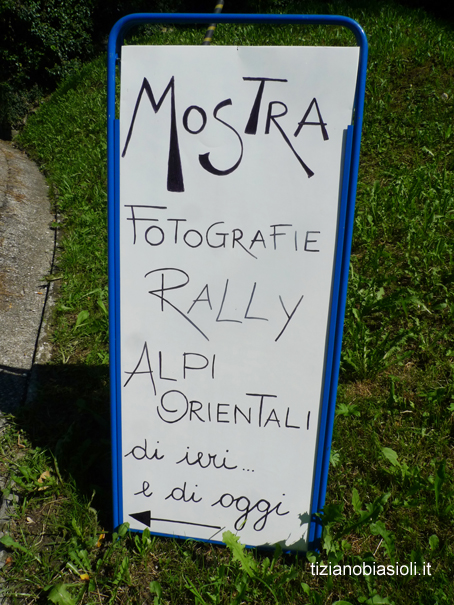 MOSTRA
FOTOGRAFIE
RALLY
ALPI
ORIENTALI
di ieri...
e di oggi
tizianobiasioli.it